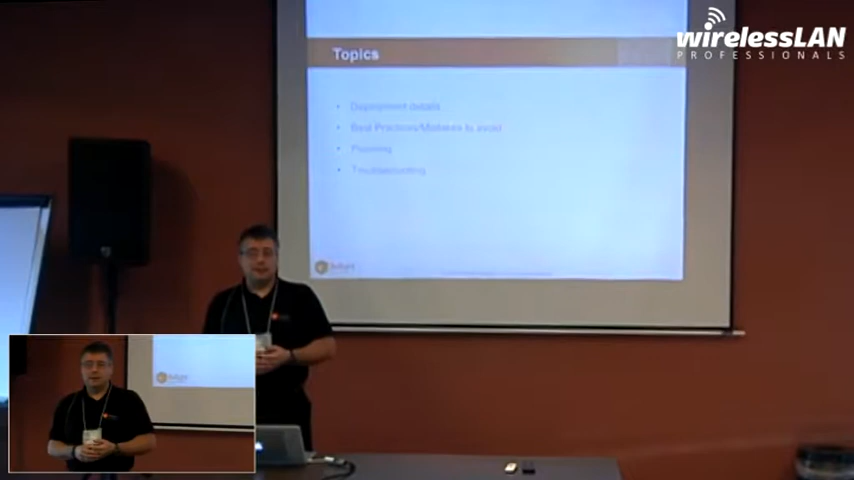 wirelessLAN
PROFESSIONALS
Topics
• Deployment details
• Best Practices/Mistakes to avoid
• Planning
• Troubleshooting